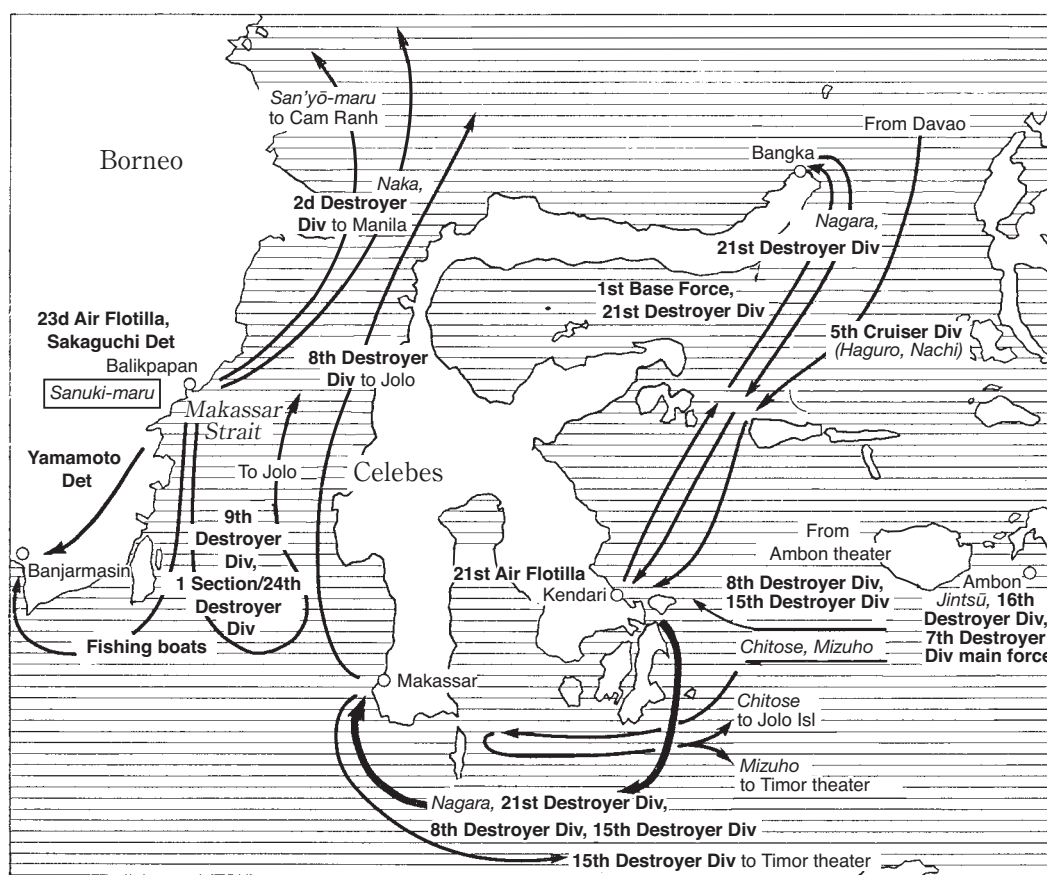 San'yō-maru
to Cam Ranh
From Davao
Borneo
Bangka
Naka,
2d Destroyer
Div to Manila
Nagara,
21st Destroyer Div
1st Base Force,
21st Destroyer Div
23d Air Flotilla,
Sakaguchi Det
Balikpapan
Sanuki-maru
5th Cruiser Div
(Haguro, Nachi)
8th Destroyer
Div to Jolo
Makassar
Strait
Yamamoto
Det
To Jolo
Celebes
9th
Destroyer
Div,
1 Section/24th
Destroyer
Div
Banjarmasin
Fishing boats
21st Air Flotilla
Kendari
From
Ambon theater
8th Destroyer Div,
15th Destroyer Div
Ambon
Jintsū, 16th
Destroyer Div,
7th Destroyer
Div main force
Chitose, Mizuho
Makassar
Chitose
to Jolo Isl
Mizuho
to Timor theater
Nagara, 21st Destroyer Div,
8th Destroyer Div, 15th Destroyer Div
15th Destroyer Div to Timor theater